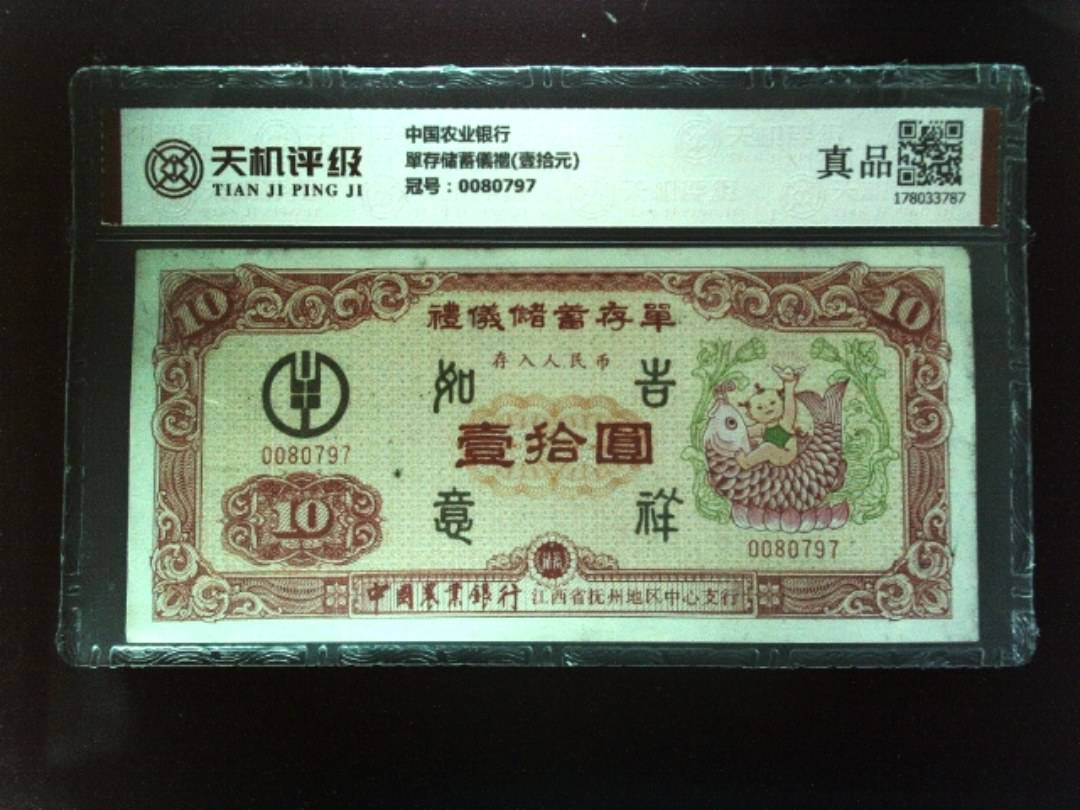 天机评级
TIAN JI PING JI
中国农业银行
單存储蓄儀禮(壹拾元)
冠号：0080797
真品
178033787
10
10
禮儀儲蓄存單
存入人民币
如
吉
壹拾圓
意
祥
0080797
10
0080797
中国农業銀行 江西省抚州地区中心支行